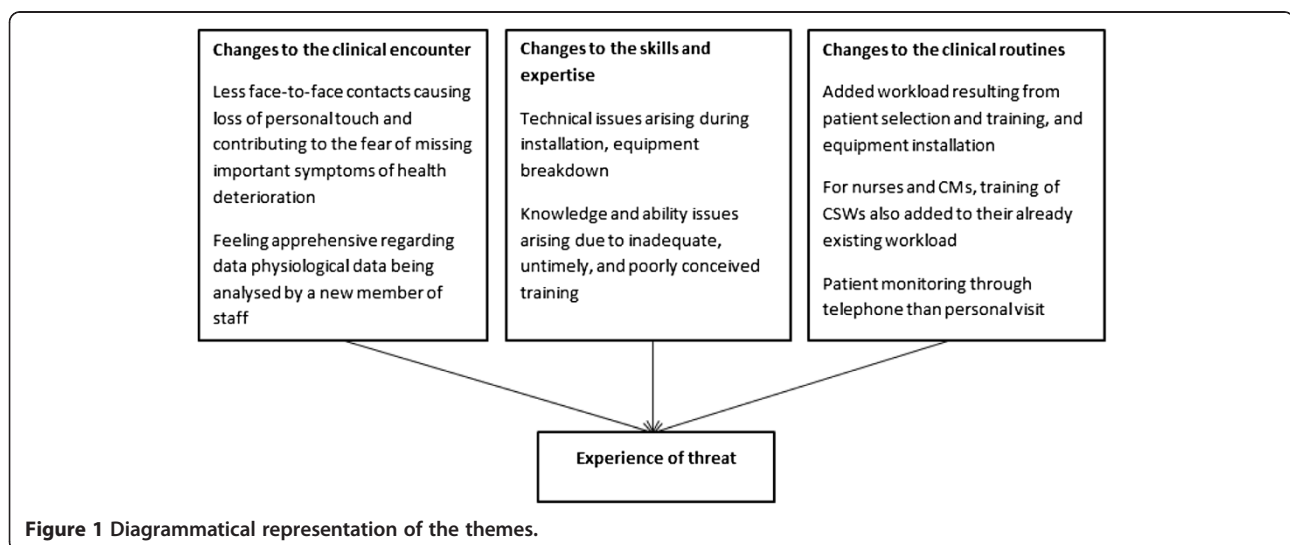 Changes to the clinical encounter
Less face-to-face contacts causing
loss of personal touch and
contributing to the fear of missing
important symptoms of health
deterioration
Feeling apprehensive regarding
data physiological data being
analysed by a new member of
staff
Changes to the skills and
expertise
Technical issues arising during
installation, equipment
breakdown
Knowledge and ability issues
arising due to inadequate,
untimely, and poorly conceived
training
Changes to the clinical routines
Added workload resulting from
patient selection and training, and
equipment installation
For nurses and CMs, training of
CSWs also added to their already
existing workload
Patient monitoring through
telephone than personal visit
Experience of threat
Figure 1 Diagrammatical representation of the themes.